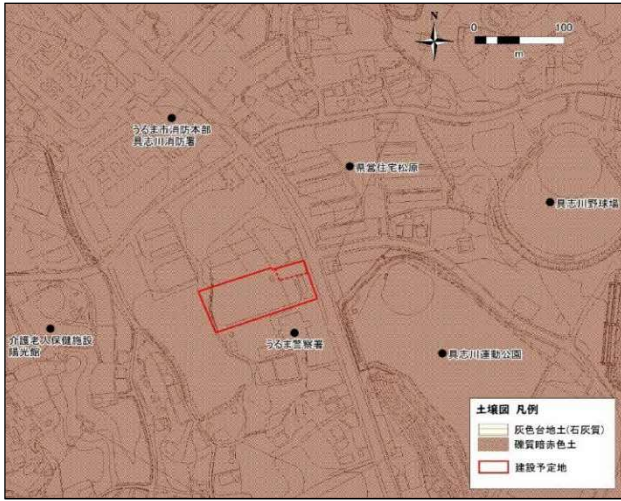 N
0
100
m
うるま市消防本部
具志川消防署
県営住宅松原
具志川野球場
介護老人保健施設
陽光館
うるま警察署
具志川運動公園
土壌図 凡例
灰色台地土(石灰質)
礫質暗赤色土
建設予定地